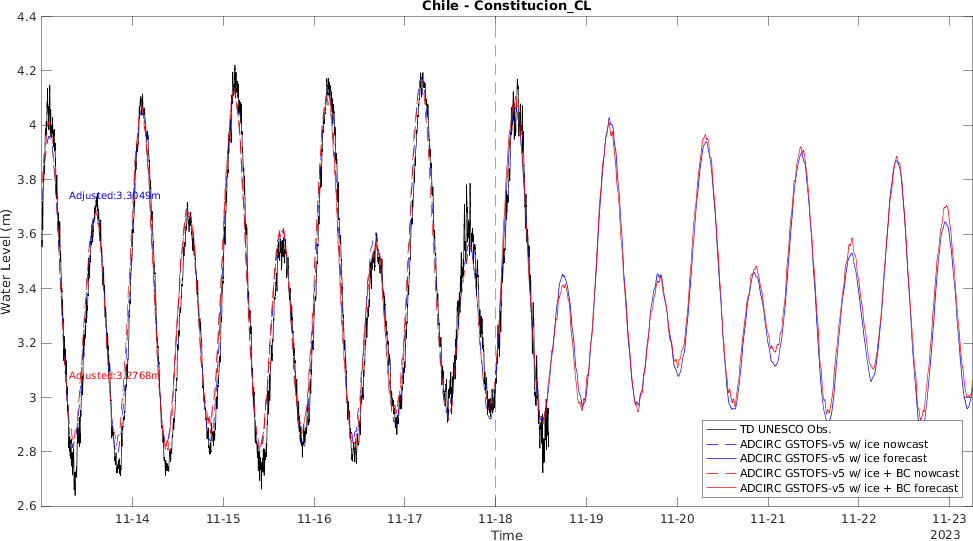 Chile - Constitucion_CL
4.4
4.2
4
3.8
3.6
3.4
3.2
3
2.8
2.6
Water Level (m)
Adjusted:3.3049m
Adjusted:3.2768m
TD UNESCO Obs.
ADCIRC GSTOFS-v5 w/ ice nowcast
ADCIRC GSTOFS-v5 w/ ice forecast
ADCIRC GSTOFS-v5 w/ ice + BC nowcast
ADCIRC GSTOFS-v5 w/ ice + BC forecast
11-14 11-15 11-16 11-17 11-18 11-19 11-20 11-21 11-22 11-23
Time
2023